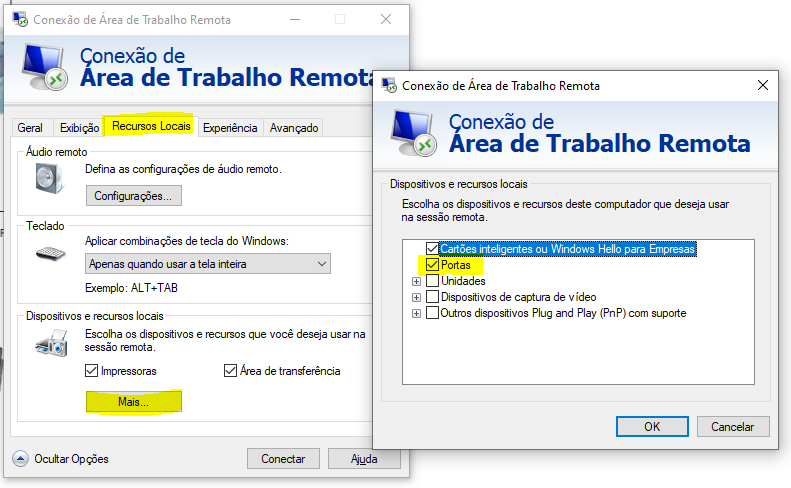 Conexão de Área de Trabalho Remota
Conexão de
Área de Trabalho Remota
Geral
Exibição
Recursos Locais
Experiência
Avançado
Áudio remoto
Defina as configurações de áudio remoto.
Configurações...
Teclado
Aplicar combinações de tecla do Windows:
Apenas quando usar a tela inteira
Exemplo: ALT+TAB
Dispositivos e recursos locais
Escolha os dispositivos e recursos que você deseja usar na
sessão remota.
Impressoras
Área de transferência
Mais...
Ocultar Opções
Conectar
Ajuda
Conexão de Área de Trabalho Remota
Conexão de
Área de Trabalho Remota
Dispositivos e recursos locais
Escolha os dispositivos e recursos deste computador que deseja usar
na sessão remota.
Cartões inteligentes ou Windows Hello para Empresas
Portas
Unidades
Dispositivos de captura de vídeo
Outros dispositivos Plug and Play (PnP) com suporte
OK
Cancelar